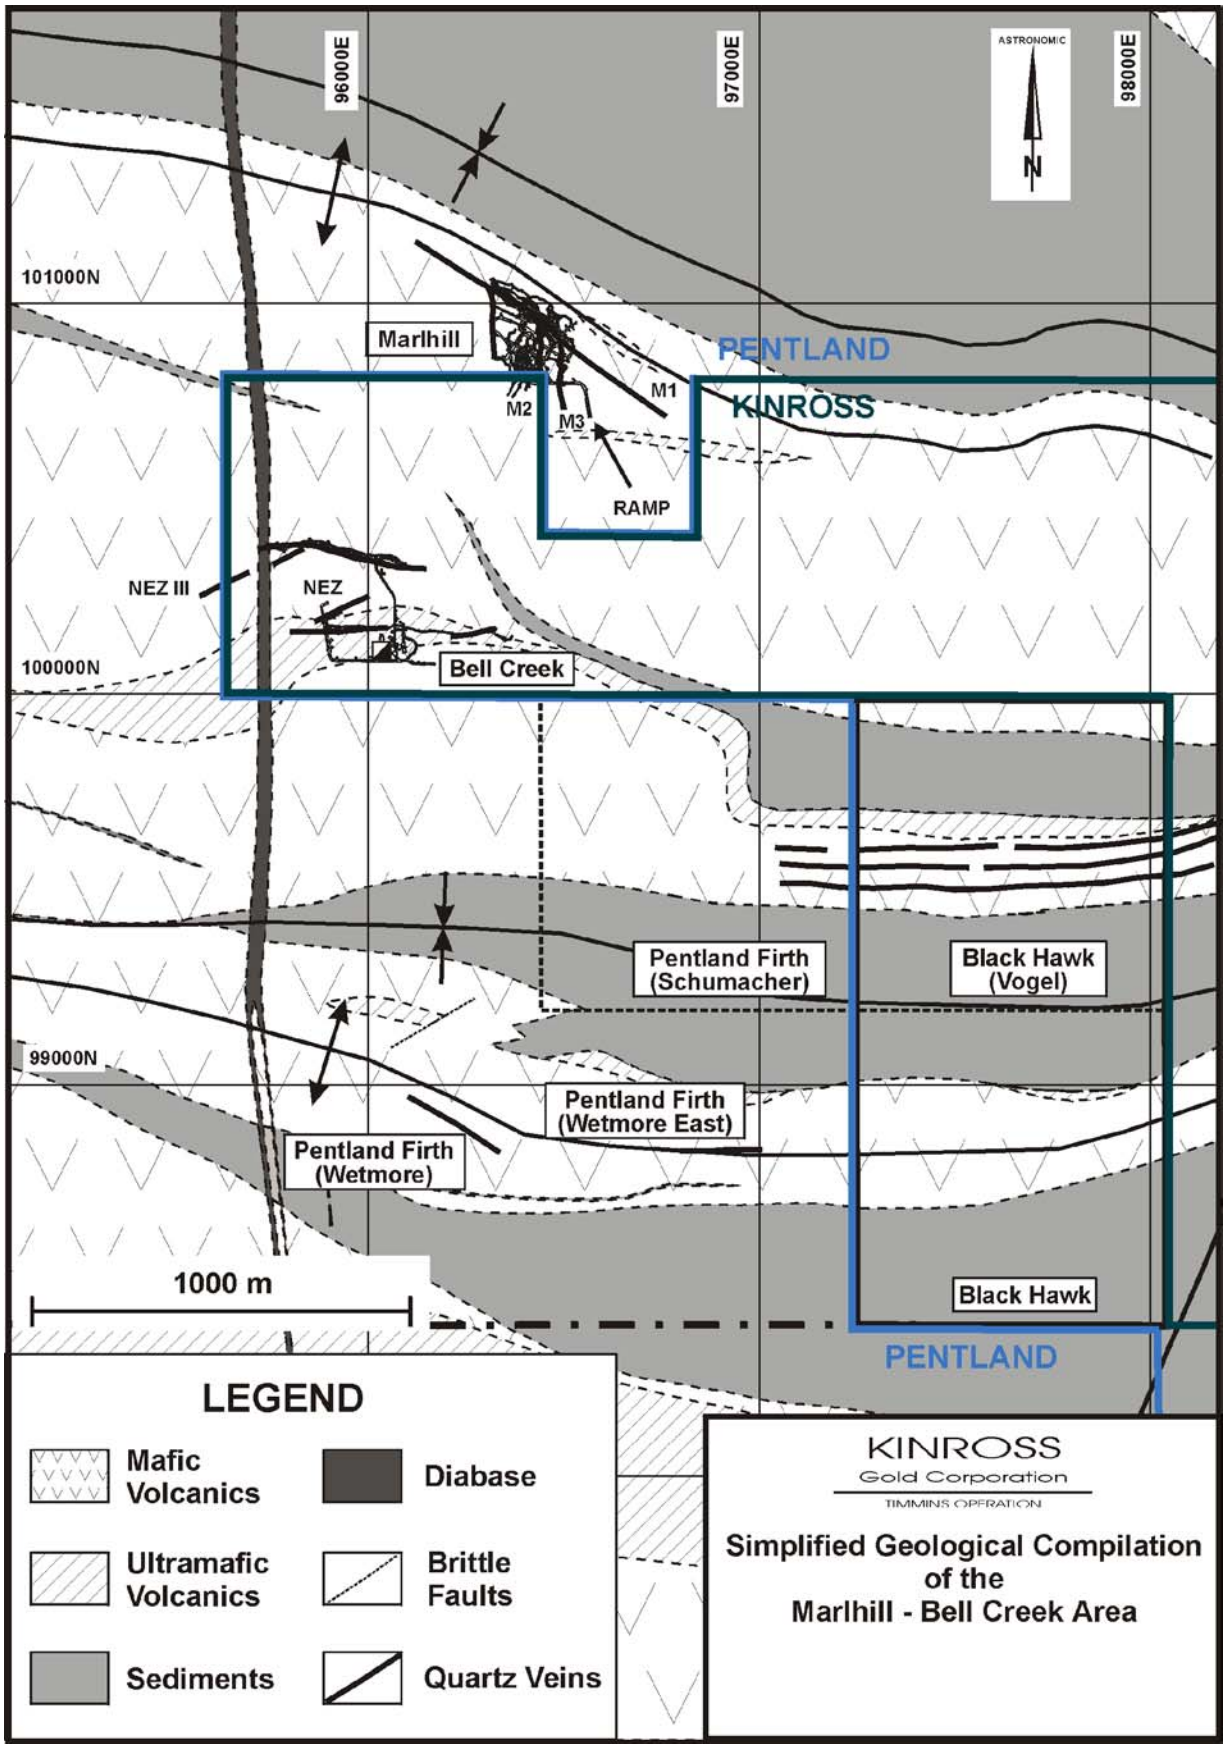 96000E
97000E
98000E
ASTRONOMIC
N
101000N
Marlhill
PENTLAND
KINROSS
M1
M2
M3
RAMP
NEZ III
NEZ
100000N
Bell Creek
Pentland Firth
(Schumacher)
Black Hawk
(Vogel)
99000N
Pentland Firth
(Wetmore East)
Pentland Firth
(Wetmore)
1000 m
Black Hawk
PENTLAND
LEGEND
Mafic
Volcanics
Diabase
Ultramafic
Volcanics
Brittle
Faults
Sediments
Quartz Veins
KINROSS
Gold Corporation
TIMMINS OPERATION
Simplified Geological Compilation
of the
Marlhill - Bell Creek Area